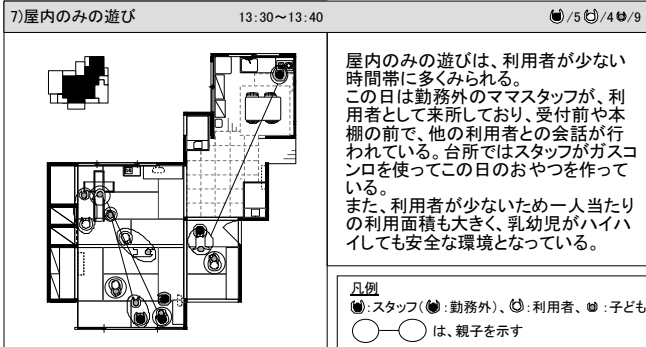 7)屋内のみの遊び 13:30～13:40 /5 /4 /9
屋内のみの遊びは、利用者が少ない
時間帯に多くみられる。
この日は勤務外のママスタッフが、利
用者として来所しており、受付前や本
棚の前で、他の利用者との会話が行
われている。台所ではスタッフがガスコ
ンロを使ってこの日のおやつを作って
いる。
また、利用者が少ないため一人当たり
の利用面積も大きく、乳幼児がハイハ
イしても安全な環境となっている。
凡例
:スタッフ( :勤務外)、 :利用者、 :子ども
は、親子を示す